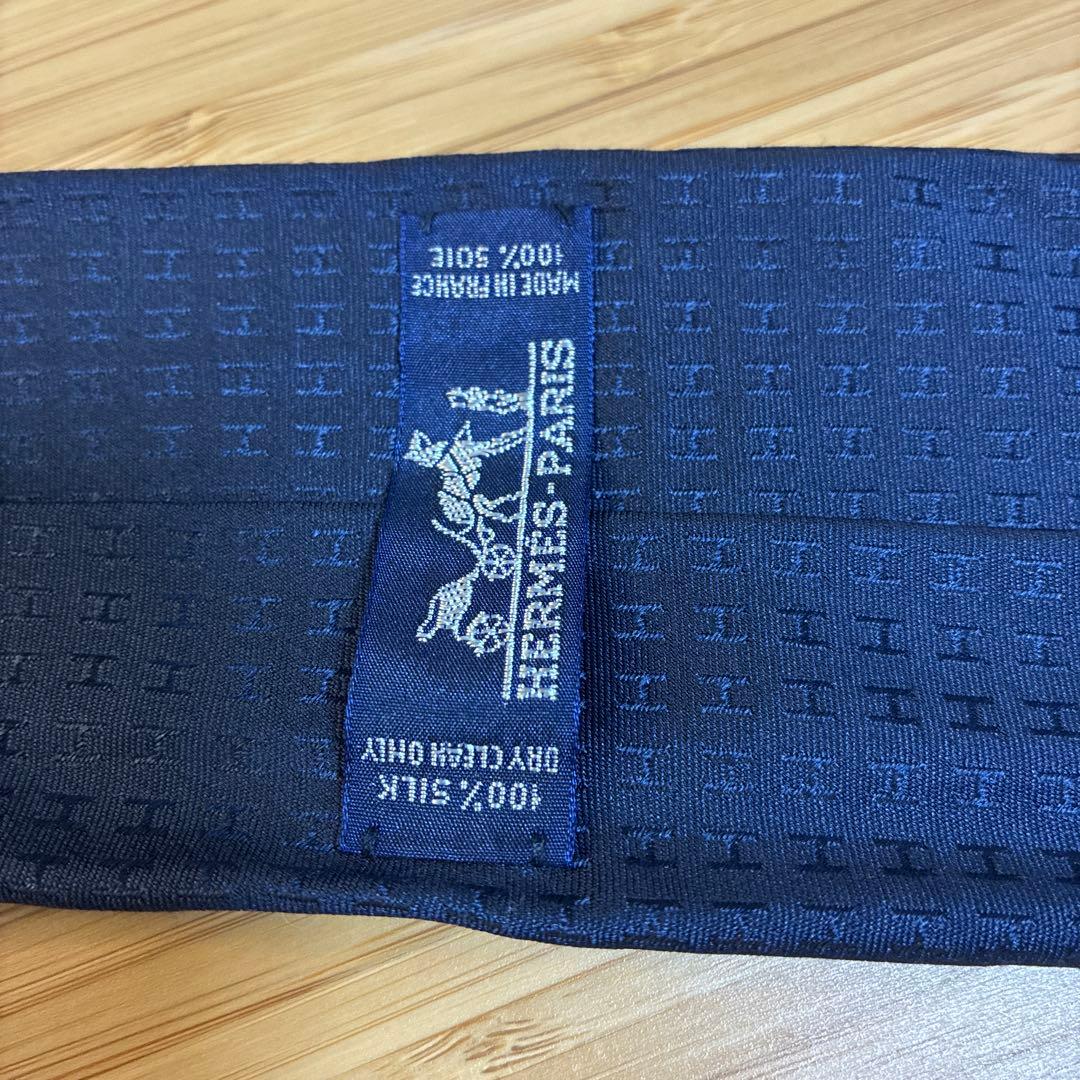 100% SOIE
MADE IN FRANCE
HERMES-PARIS
100% SILK
DRY CLEAN ONLY